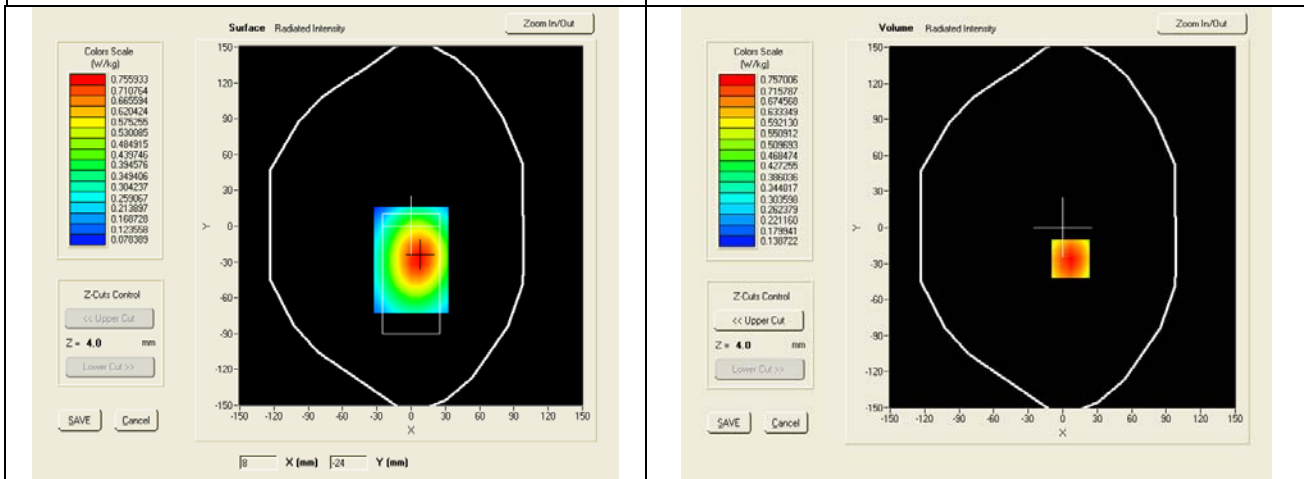 Surface Radiated Intensity
Zoom In/Out
Colors Scale
(W/kg)
0.755933
0.710764
0.665594
0.620424
0.575255
0.530085
0.484915
0.439746
0.394576
0.349406
0.304237
0.259067
0.213897
0.168728
0.123558
0.078389
150
120
90
60
30
0
-30
-60
-90
-120
-150
Y
-150 -120 -90 -60 -30 0 30 60 90 120 150
X
Z-Cuts Control
<< Upper Cut
Z = 4.0 mm
Lower Cut >>
SAVE Cancel
8 X (mm) -24 Y (mm)
Volume Radiated Intensity
Zoom In/Out
Colors Scale
(W/kg)
0.757006
0.715787
0.674568
0.633349
0.592130
0.550912
0.509693
0.468474
0.427255
0.386036
0.344817
0.303598
0.262379
0.221160
0.179941
0.138722
150
120
90
60
30
0
-30
-60
-90
-120
-150
Y
-150 -120 -90 -60 -30 0 30 60 90 120 150
X
Z-Cuts Control
<< Upper Cut
Z = 4.0 mm
Lower Cut >>
SAVE Cancel